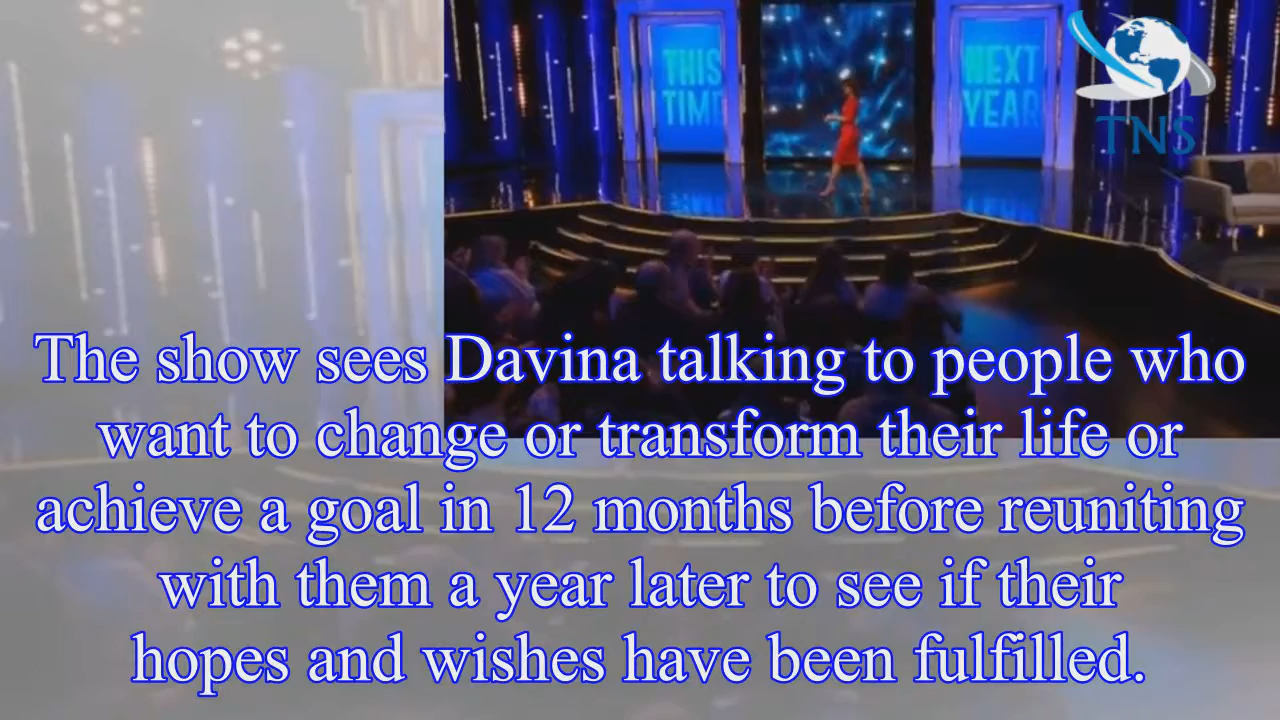 THIS
TIME
NEXT
YEAR
TNS
The show sees Davina talking to people who
want to change or transform their life or
achieve a goal in 12 months before reuniting
with them a year later to see if their
hopes and wishes have been fulfilled.